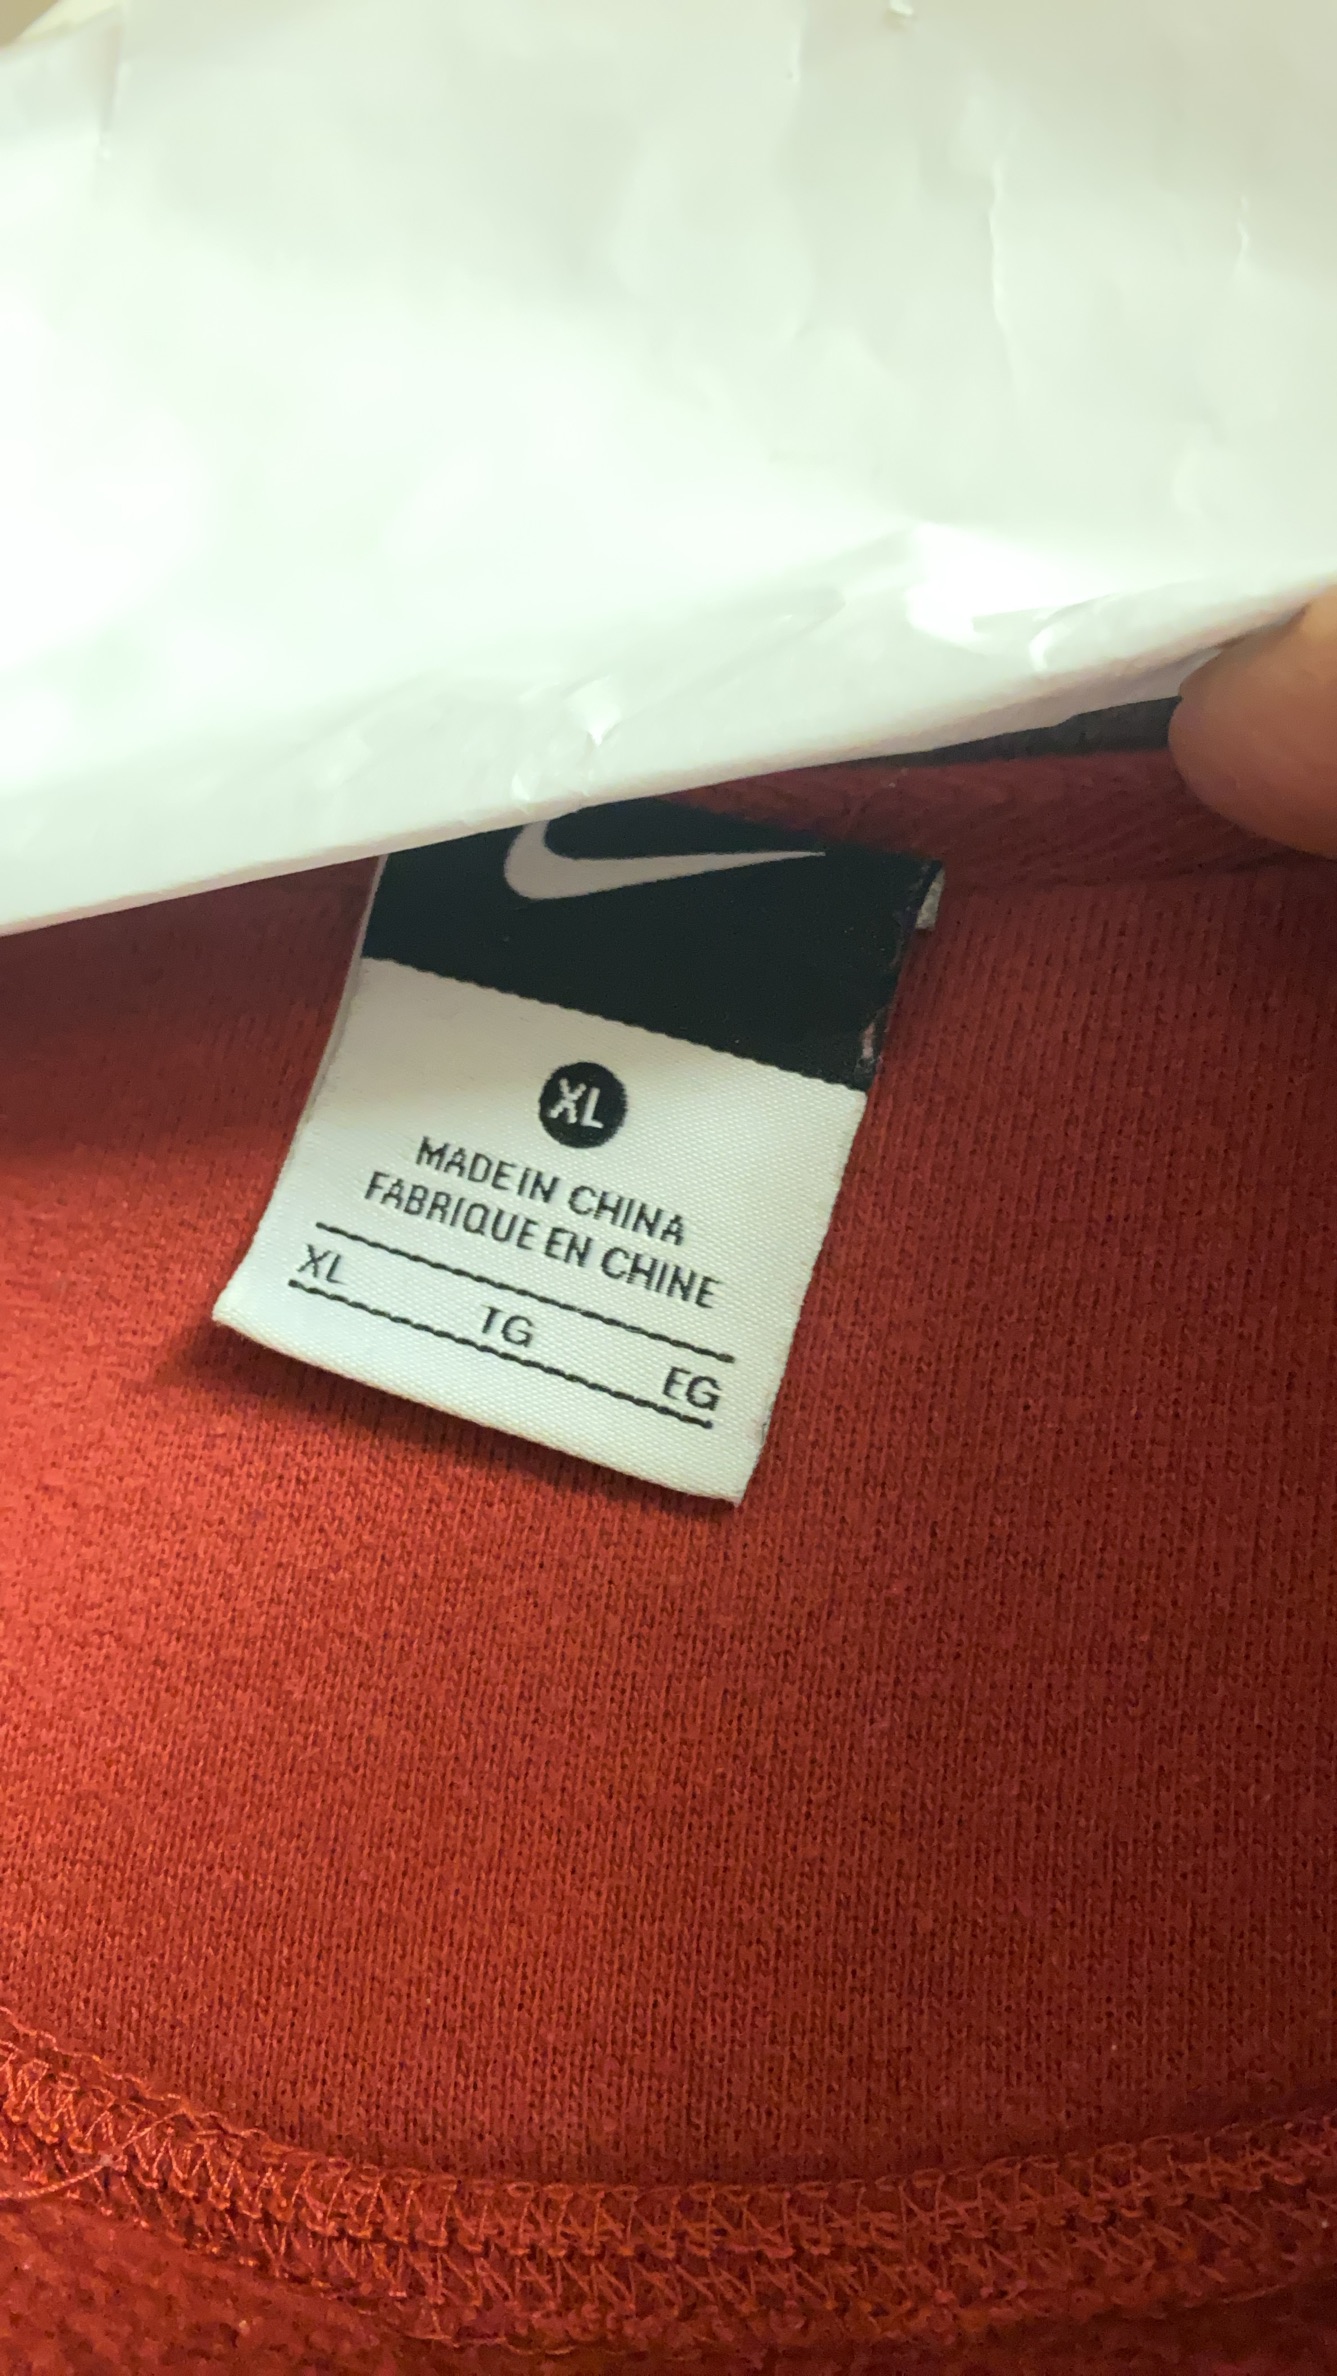 XL
MADE IN CHINA
FABRIQUE EN CHINE
XL TG EG